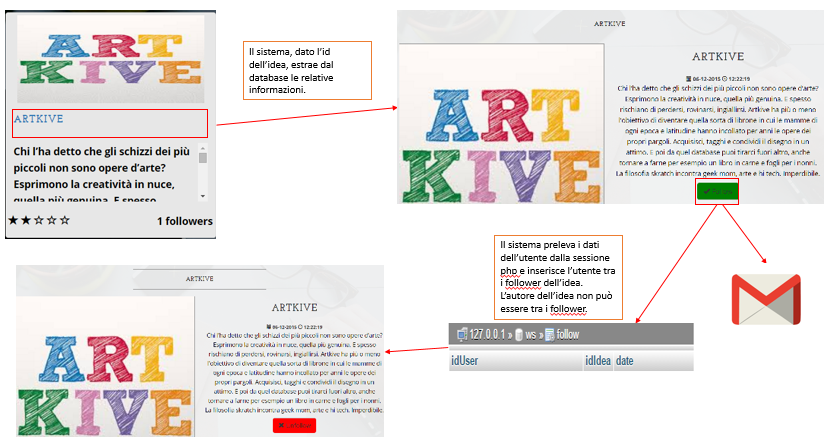 ART
KIVE
ARTKIVE
Chi l'ha detto che gli schizzi dei più
piccoli non sono opere d'arte?
Esprimono la creatività in nuce,
quella più genuina. E spesso
★★☆☆☆
1 followers
Il sistema, dato l'id
dell'idea, estrae dal
database le relative
informazioni.
ARTKIVE
ART
KIVE
ARTKIVE
06-12-2015 12:22:19
Chi l'ha detto che gli schizzi dei più piccoli non sono opere d'arte?
Esprimono la creatività in nuce, quella più genuina. E spesso
rischiano di perdersi, rovinarsi, ingiallirsi. Artkive ha più o meno
l'obiettivo di diventare quella sorta di librone in cui le mamme di
ogni epoca e latitudine hanno incollato per anni le opere dei
propri pargoli. Acquisisci, tagghi e condividi il disegno in un
attimo. E poi da quel database puoi tirarci fuori altro, anche
tornare a farne per esempio un libro in carne e fogli per i nonni.
La filosofia skratch incontra geek mom, arte e hi tech. Imperdibile.
Il sistema preleva i dati
dell'utente dalla sessione
php e inserisce l'utente tra
i follower dell'idea.
L'autore dell'idea non può
essere tra i follower.
127.0.0.1 » ws » follow
idUser idIdea date
ARTKIVE
ART
KIVE
ARTKIVE
06-12-2015 12:22:19
Chi l'ha detto che gli schizzi dei più piccoli non sono opere d'arte?
Esprimono la creatività in nuce, quella più genuina. E spesso
rischiano di perdersi, rovinarsi, ingiallirsi. Artkive ha più o meno
l'obiettivo di diventare quella sorta di librone in cui le mamme di
ogni epoca e latitudine hanno incollato per anni le opere dei
propri pargoli. Acquisisci, tagghi e condividi il disegno in un
attimo. E poi da quel database puoi tirarci fuori altro, anche
tornare a farne per esempio un libro in carne e fogli per i nonni.
La filosofia skratch incontra geek mom, arte e hi tech. Imperdibile.